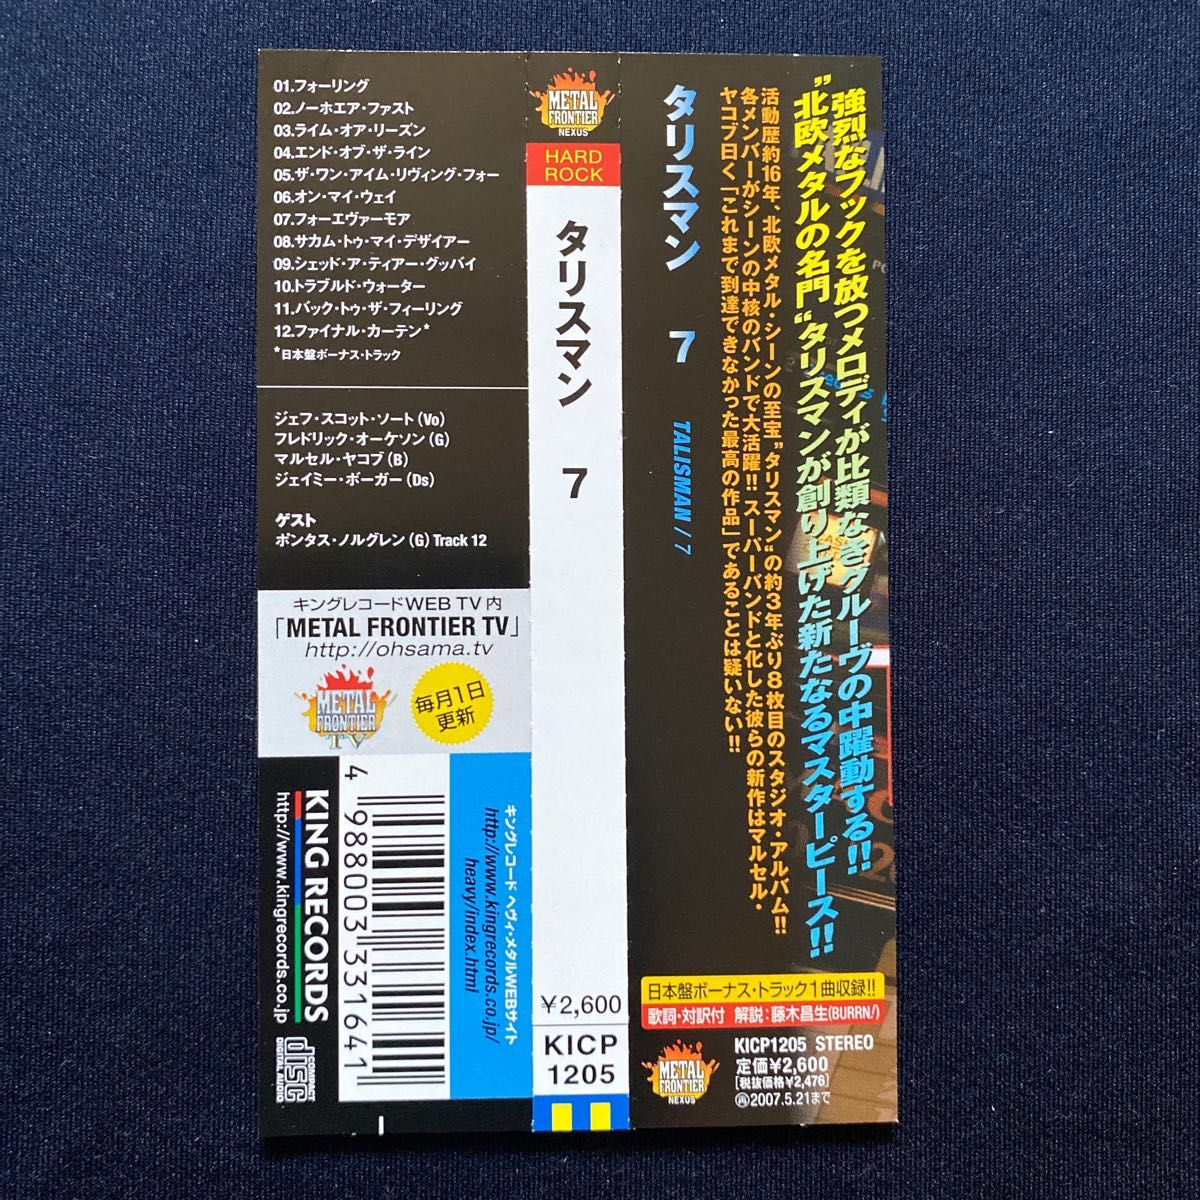 01.フォーリング
02.ノーホエア・ファスト
03.ライム・オア・リーズン
04.エンド・オブ・ザ・ライン
05.ザ・ワン・アイム・リヴィング・フォー
06.オン・マイ・ウェイ
07.フォーエヴァーモア
08.サカム・トゥ・マイ・デザイアー
09.シェッド・ア・ティアー・グッバイ
10.トラブルド・ウォーター
11.バック・トゥ・ザ・フィーリング
12.ファイナル・カーテン*
*日本盤ボーナス・トラック
ジェフ・スコット・ソート(Vo)
フレドリック・オーケソン(G)
マルセル・ヤコブ(B)
ジェイミー・ボーガー(Ds)
ゲスト
ポンタス・ノルグレン(G) Track 12
キングレコードWEB TV内
「METAL FRONTIER TV」
http://ohsama.tv
METAL
FRONTIER
TV
毎月1日
更新
キングレコード ヘヴィ・メタルWEBサイト
http://www.kingrecords.co.jp/
heavy/index.html
4 988003 331641
KING RECORDS
http://www.kingrecords.co.jp
COMPACT
disc
DIGITAL AUDIO
METAL
FRONTIER
NEXUS
HARD
ROCK
タリスマン 7
¥2,600
KICP
1205
強烈なフックを放つメロディが比類なきグルーヴの中躍動する!!
"北欧メタルの名門"タリスマンが創り上げた新たなるマスターピース!!
活動歴約16年、北欧メタル・シーンの至宝"タリスマン"の約3年ぶり8枚目のスタジオ・アルバム!!
各メンバーがシーンの中核のバンドで大活躍!! スーパーバンドと化した彼らの新作はマルセル・
ヤコブ曰く「これまで到達できなかった最高の作品」であることは疑いない!!
タリスマン 7
TALISMAN / 7
日本盤ボーナス・トラック1曲収録!!
歌詞・対訳付 解説:藤木昌生(BURRN!)
METAL
FRONTIER
NEXUS
KICP1205 STEREO
定価¥2,600
[税抜価格¥2,476]
㋐2007.5.21まで